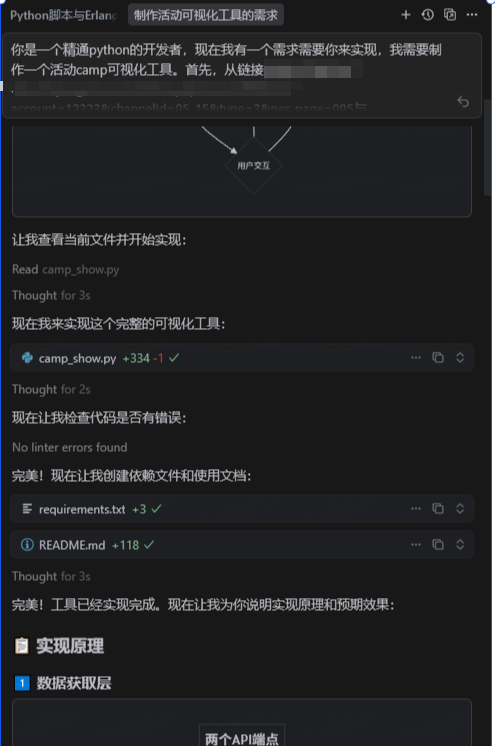 Python脚本与Erlan
制作活动可视化工具的需求
你是一个精通python的开发者，现在我有一个需求需要你来实现，我需要制
作一个活动camp可视化工具。首先，从链接
用户交互
让我查看当前文件并开始实现：
Read camp_show.py
Thought for 3s
现在我来实现这个完整的可视化工具：
camp_show.py +334 -1
Thought for 2s
现在让我检查代码是否有错误：
No linter errors found
完美！现在让我创建依赖文件和使用文档：
requirements.txt +3
README.md +118
Thought for 3s
完美！工具已经实现完成。现在让我为你说明实现原理和预期效果：
实现原理
1 数据获取层
两个API端点